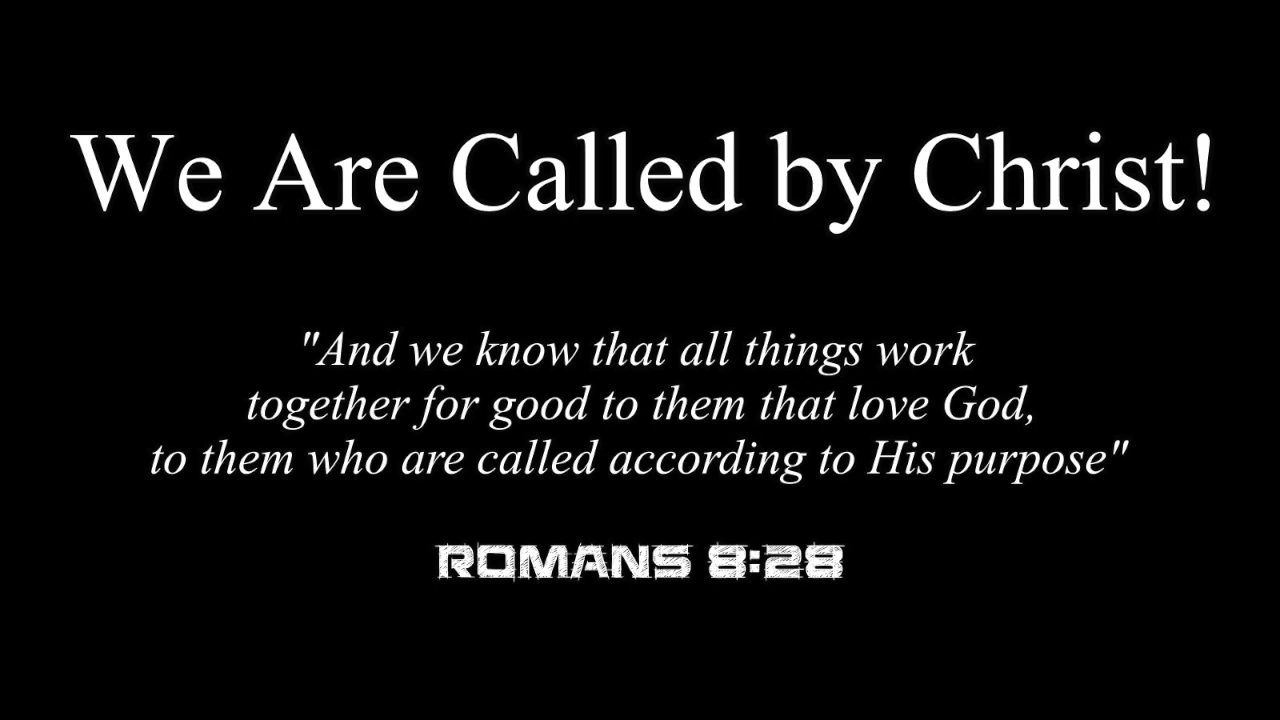 We Are Called by Christ!
"And we know that all things work
together for good to them that love God,
to them who are called according to His purpose"
ROMANS 8:28